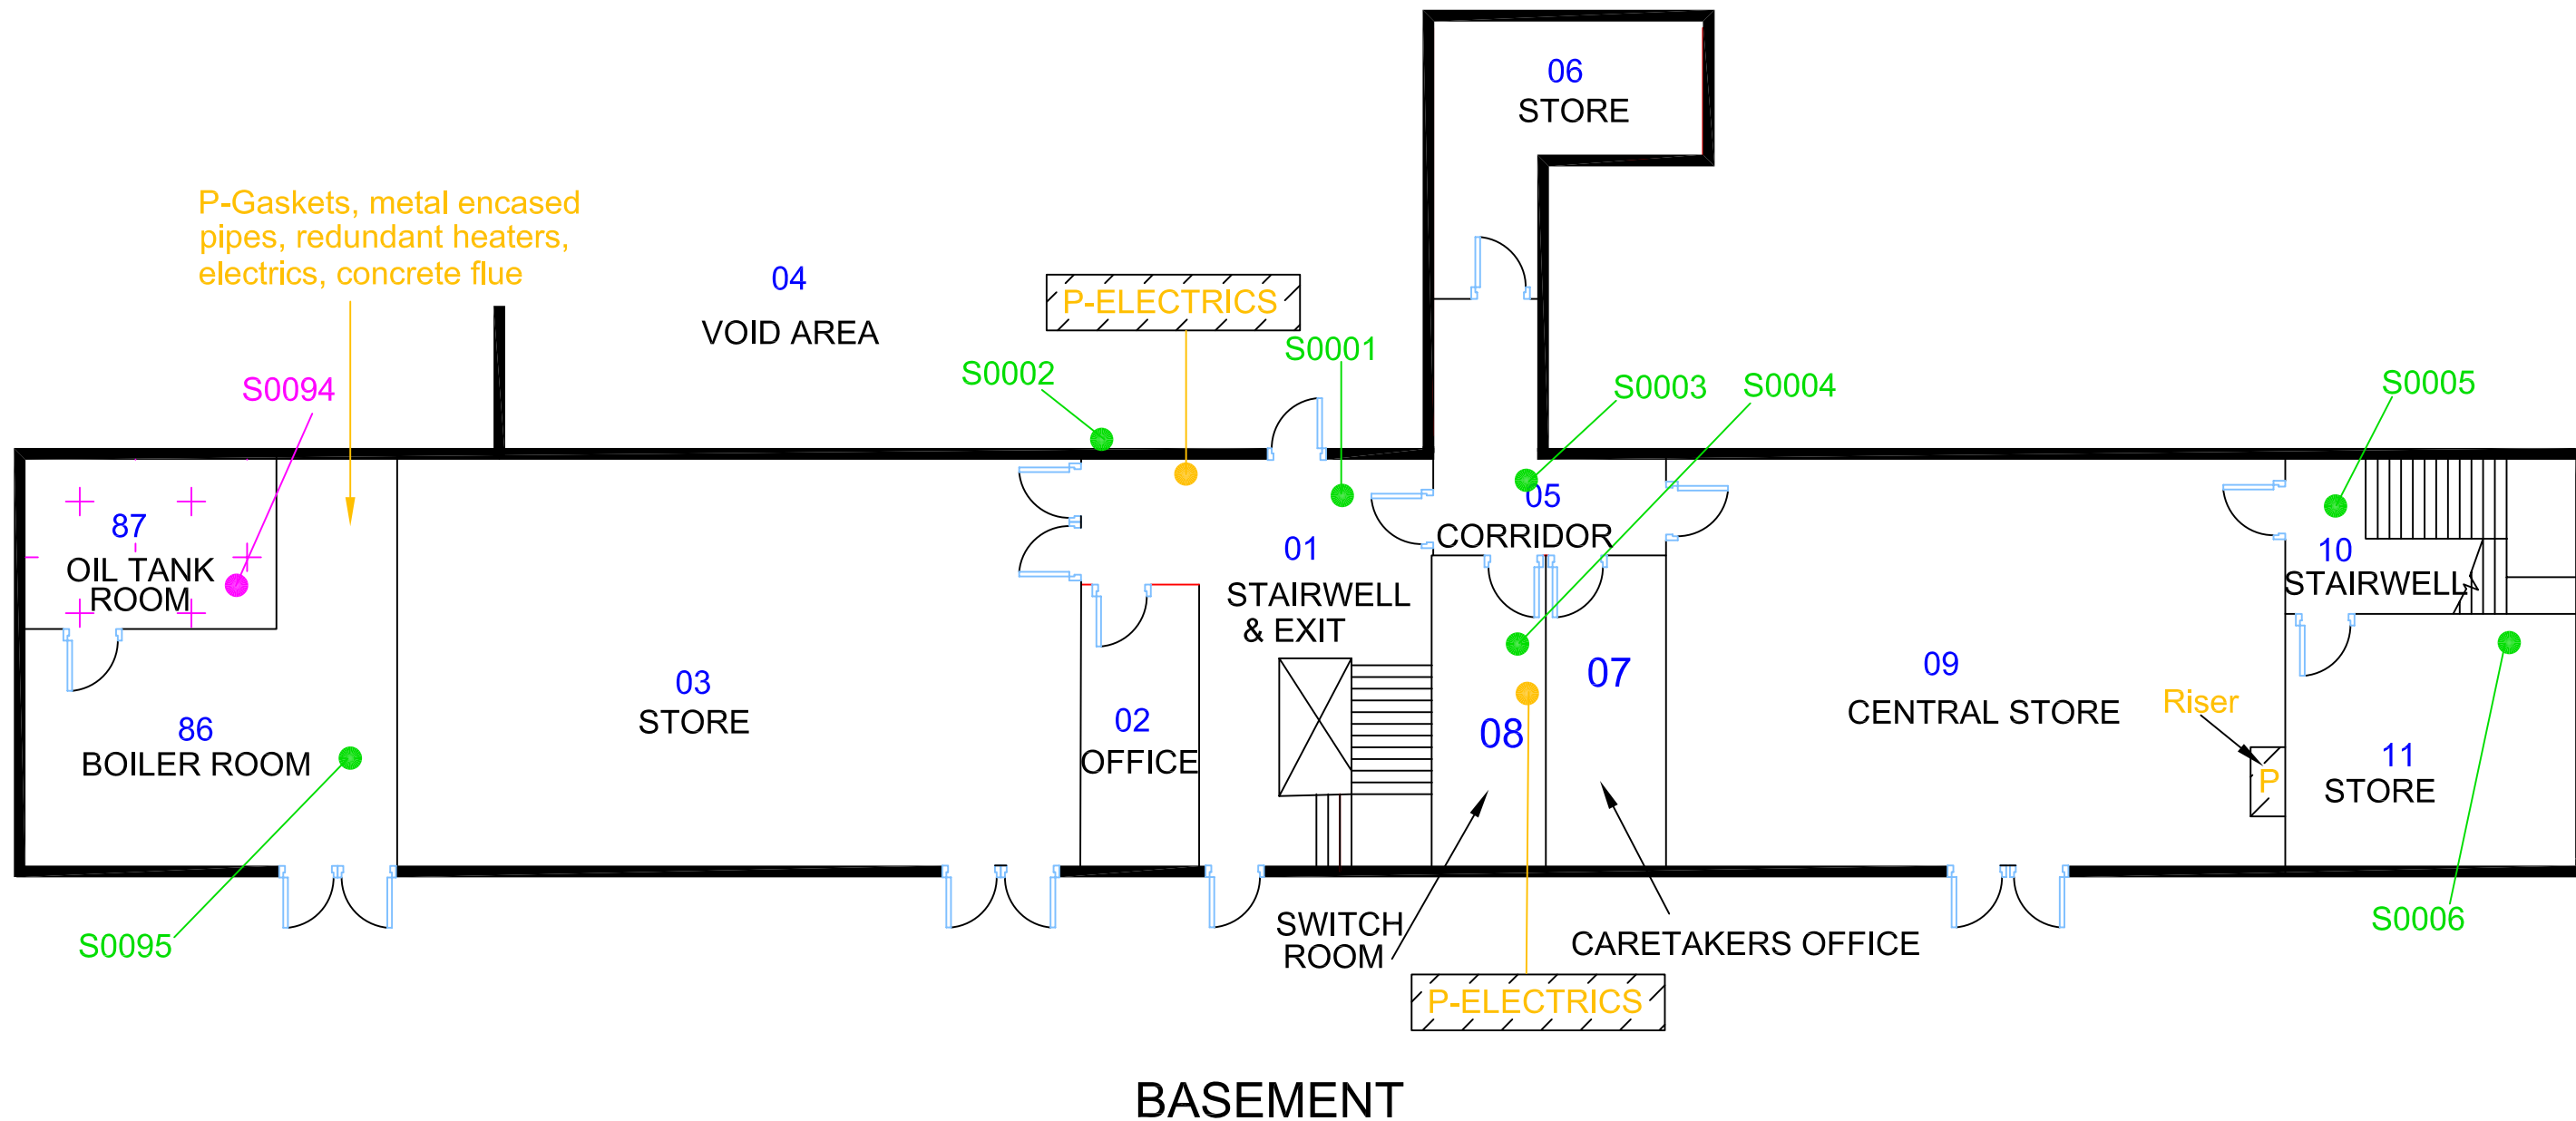 06
STORE
P-Gaskets, metal encased
pipes, redundant heaters,
electrics, concrete flue
04
VOID AREA
P-ELECTRICS
S0001
S0002
S0094
S0003
S0004
S0005
87
OIL TANK
ROOM
05
CORRIDOR
01
STAIRWELL
& EXIT
10
STAIRWELL
03
STORE
02
OFFICE
07
08
09
CENTRAL STORE
Riser
P
11
STORE
86
BOILER ROOM
S0095
SWITCH
ROOM
CARETAKERS OFFICE
S0006
P-ELECTRICS
BASEMENT